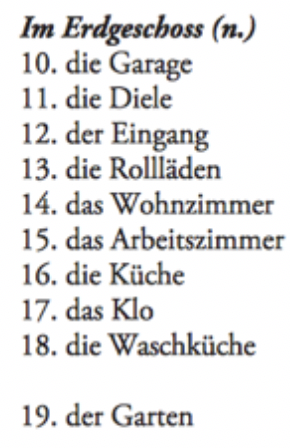 Im Erdgeschoss (n.)
10. die Garage
11. die Diele
12. der Eingang
13. die Rollläden
14. das Wohnzimmer
15. das Arbeitszimmer
16. die Küche
17. das Klo
18. die Waschküche
19. der Garten